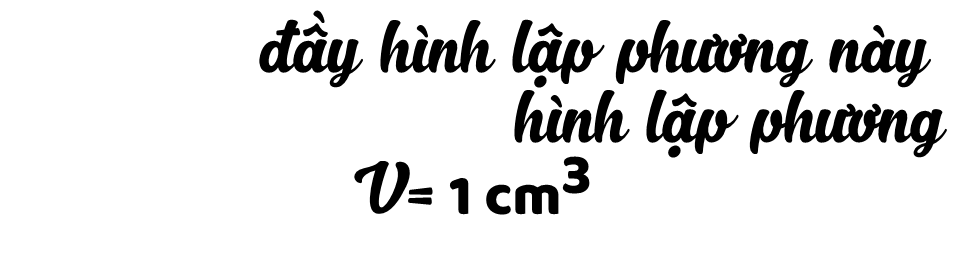 đầy hình lập phương này
hình lập phương
V= 1 cm³